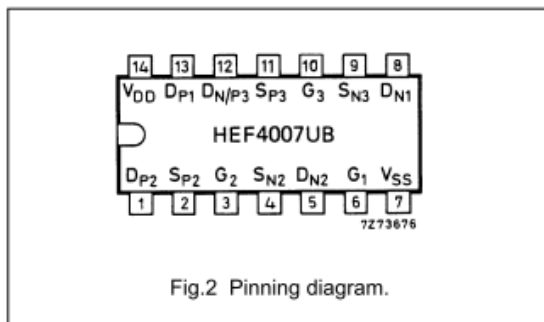 14 13 12 11 10 9 8
VDD DP1 DN/P3 SP3 G3 SN3 DN1
HEF4007UB
DP2 SP2 G2 SN2 DN2 G1 VSS
1 2 3 4 5 6 7
7Z73676
Fig.2 Pinning diagram.